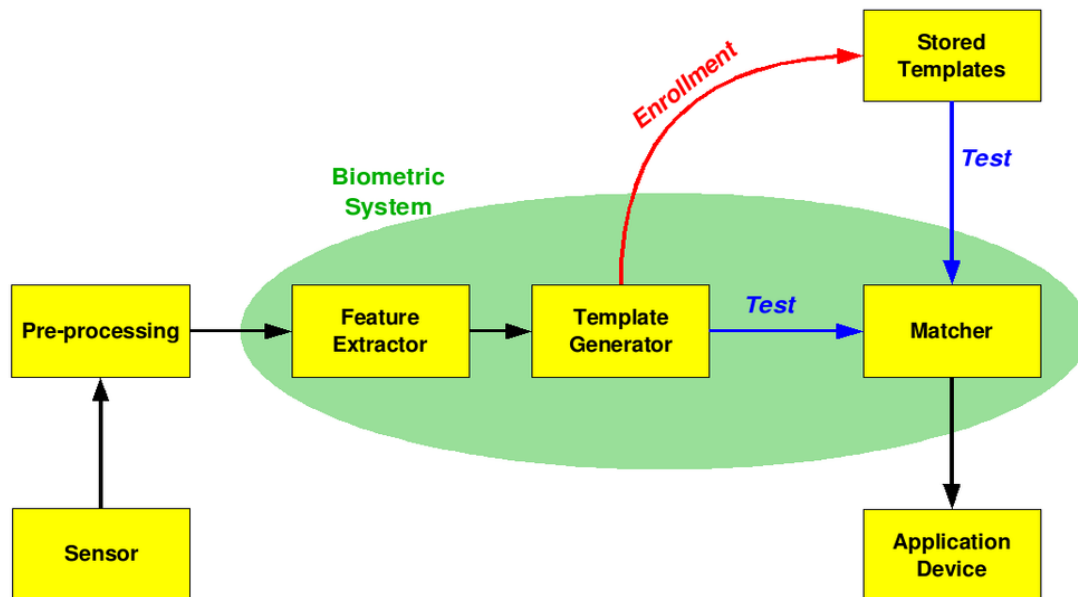 Stored
Templates
Enrollment
Test
Biometric
System
Pre-processing
Feature
Extractor
Template
Generator
Test
Matcher
Sensor
Application
Device